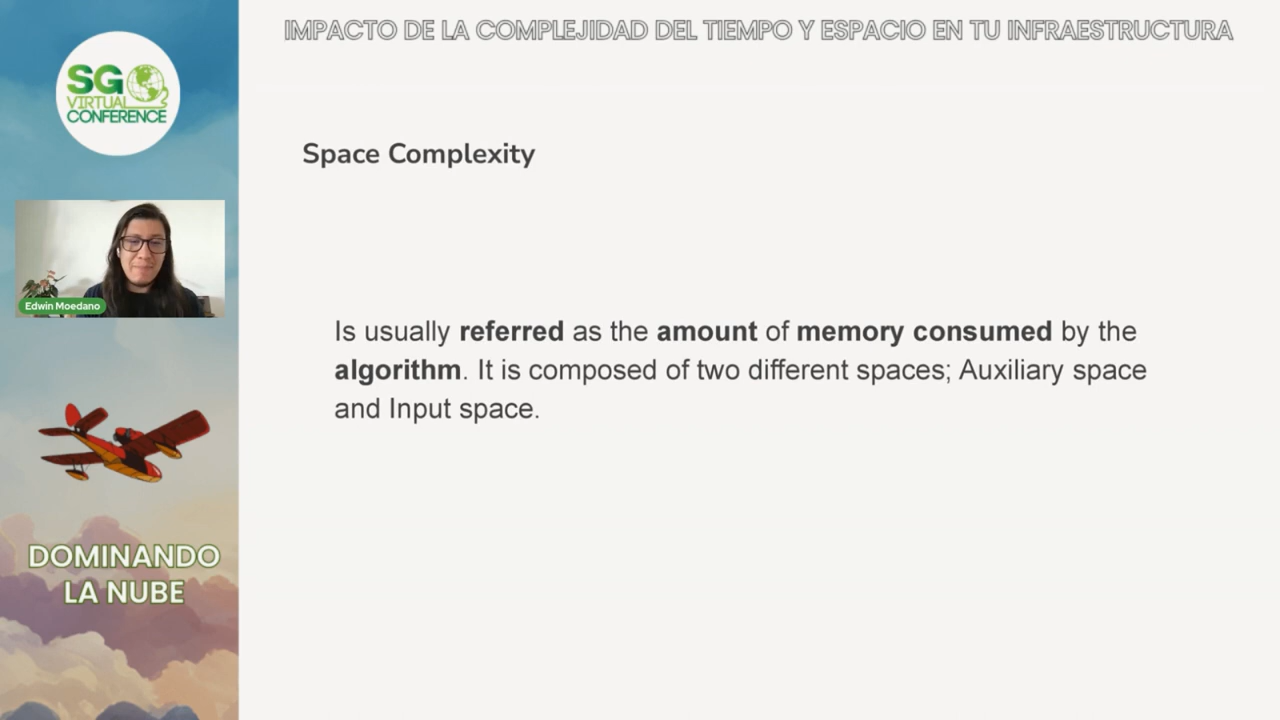 IMPACTO DE LA COMPLEJIDAD DEL TIEMPO Y ESPACIO EN TU INFRAESTRUCTURA
SG
VIRTUAL
CONFERENCE
Space Complexity
Edwin Moedano
Is usually referred as the amount of memory consumed by the
algorithm. It is composed of two different spaces; Auxiliary space
and Input space.
DOMINANDO
LA NUBE